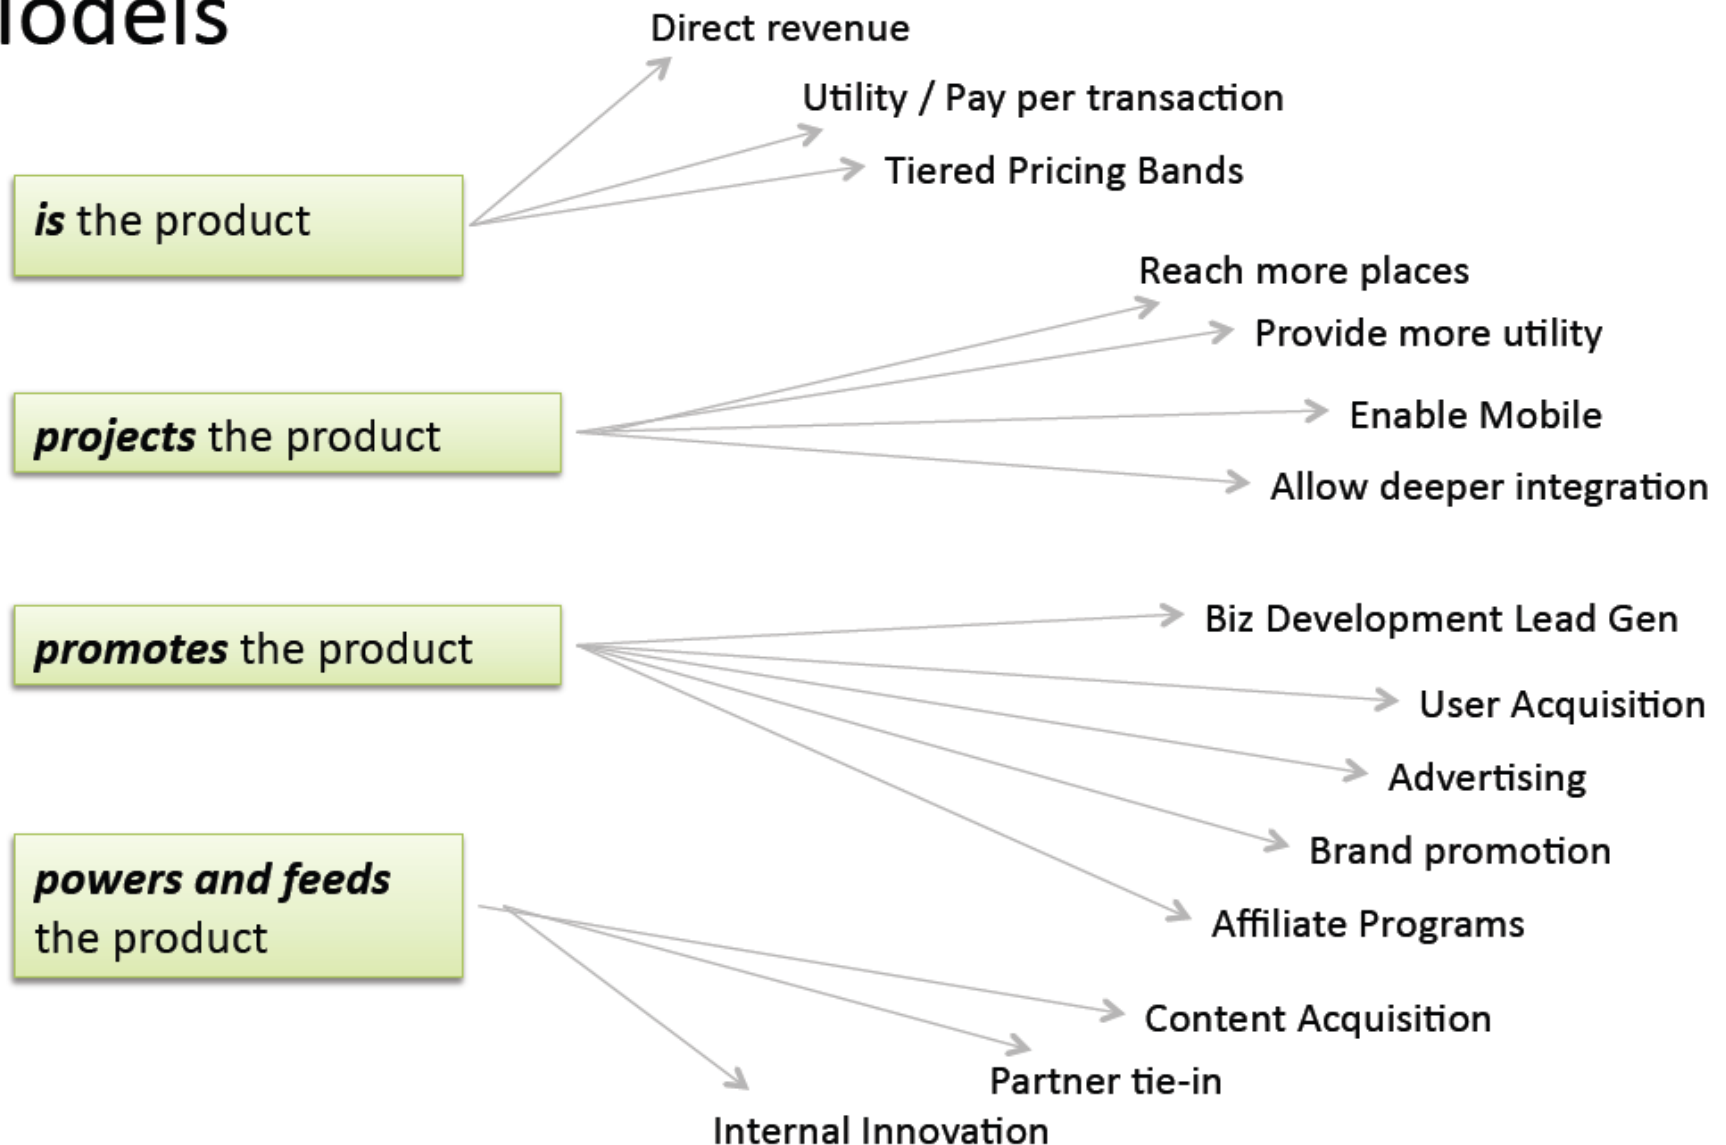 lodels
Direct revenue
Utility / Pay per transaction
Tiered Pricing Bands
is the product
Reach more places
Provide more utility
Enable Mobile
projects the product
Allow deeper integration
Biz Development Lead Gen
promotes the product
User Acquisition
Advertising
Brand promotion
powers and feeds
the product
Affiliate Programs
Content Acquisition
Partner tie-in
Internal Innovation